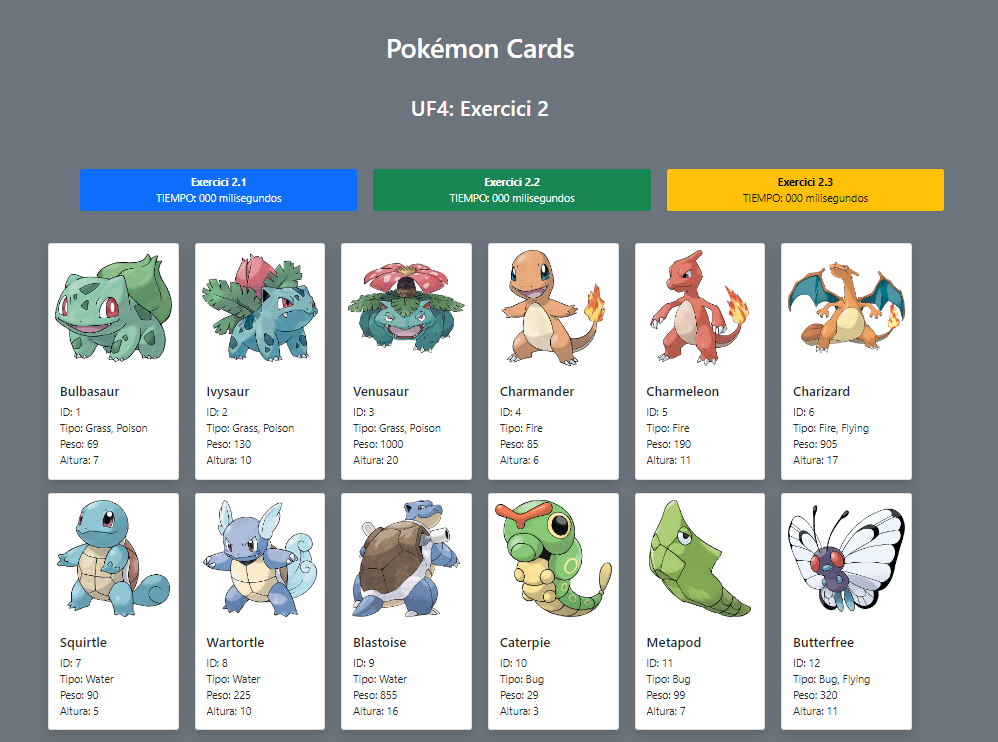 Pokémon Cards
UF4: Exercici 2
Exercici 2.1
TIEMPO: 000 milisegundos
Exercici 2.2
TIEMPO: 000 milisegundos
Exercici 2.3
TIEMPO: 000 milisegundos
Bulbasaur
ID: 1
Tipo: Grass, Poison
Peso: 69
Altura: 7
Ivysaur
ID: 2
Tipo: Grass, Poison
Peso: 130
Altura: 10
Venusaur
ID: 3
Tipo: Grass, Poison
Peso: 1000
Altura: 20
Charmander
ID: 4
Tipo: Fire
Peso: 85
Altura: 6
Charmeleon
ID: 5
Tipo: Fire
Peso: 190
Altura: 11
Charizard
ID: 6
Tipo: Fire, Flying
Peso: 905
Altura: 17
Squirtle
ID: 7
Tipo: Water
Peso: 90
Altura: 5
Wartortle
ID: 8
Tipo: Water
Peso: 225
Altura: 10
Blastoise
ID: 9
Tipo: Water
Peso: 855
Altura: 16
Caterpie
ID: 10
Tipo: Bug
Peso: 29
Altura: 3
Metapod
ID: 11
Tipo: Bug
Peso: 99
Altura: 7
Butterfree
ID: 12
Tipo: Bug, Flying
Peso: 320
Altura: 11